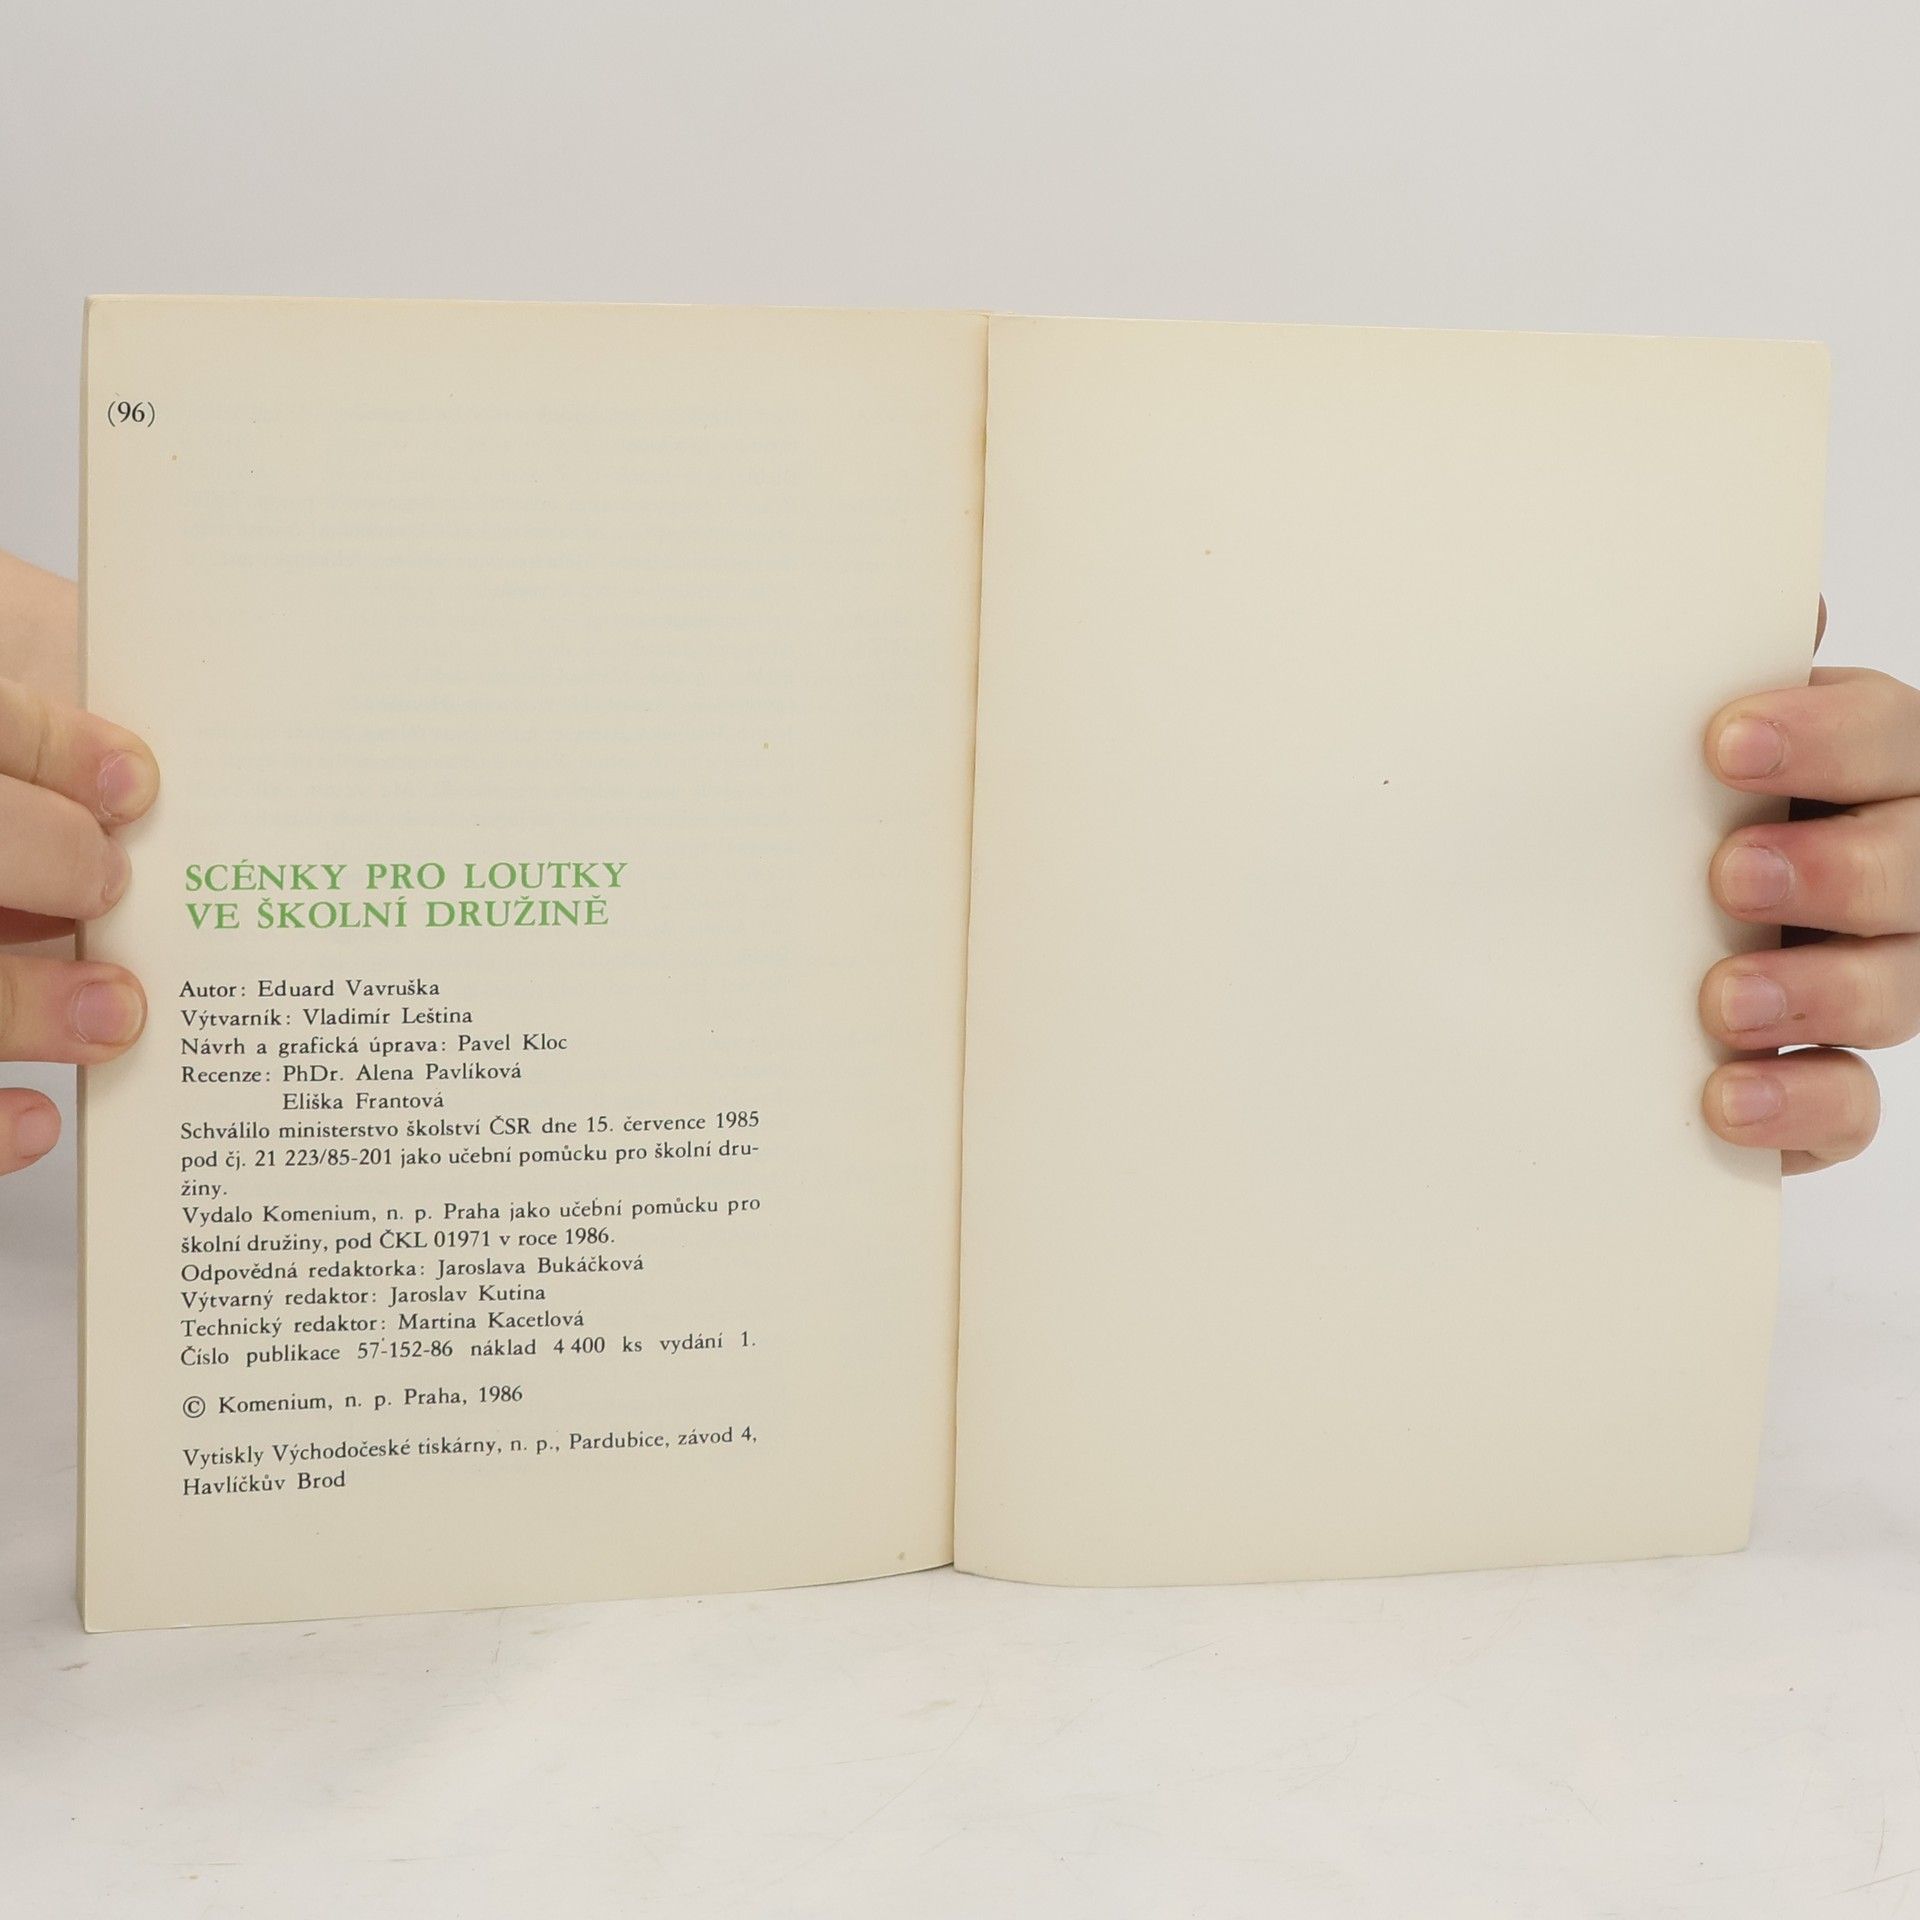 (96)
SCÉNKY PRO LOUTKY
VE ŠKOLNÍ DRUŽINĚ
Autor: Eduard Vavruška
Výtvarník: Vladimír Leština
Návrh a grafická úprava: Pavel Kloc
Recenze: PhDr. Alena Pavlíková
Eliška Frantová
Schválilo ministerstvo školství ČSR dne 15. července 1985
pod čj. 21 223/85-201 jako učební pomůcku pro školní dru-
žiny.
Vydalo Komenium, n. p. Praha jako učební pomůcku pro
školní družiny, pod ČKL 01971 v roce 1986.
Odpovědná redaktorka: Jaroslava Bukáčková
Výtvarný redaktor: Jaroslav Kutina
Technický redaktor: Martina Kacetlová
Číslo publikace 57-152-86 náklad 4 400 ks vydání 1.
© Komenium, n. p. Praha, 1986
Vytiskly Východočeské tiskárny, n. p., Pardubice, závod 4,
Havlíčkův Brod